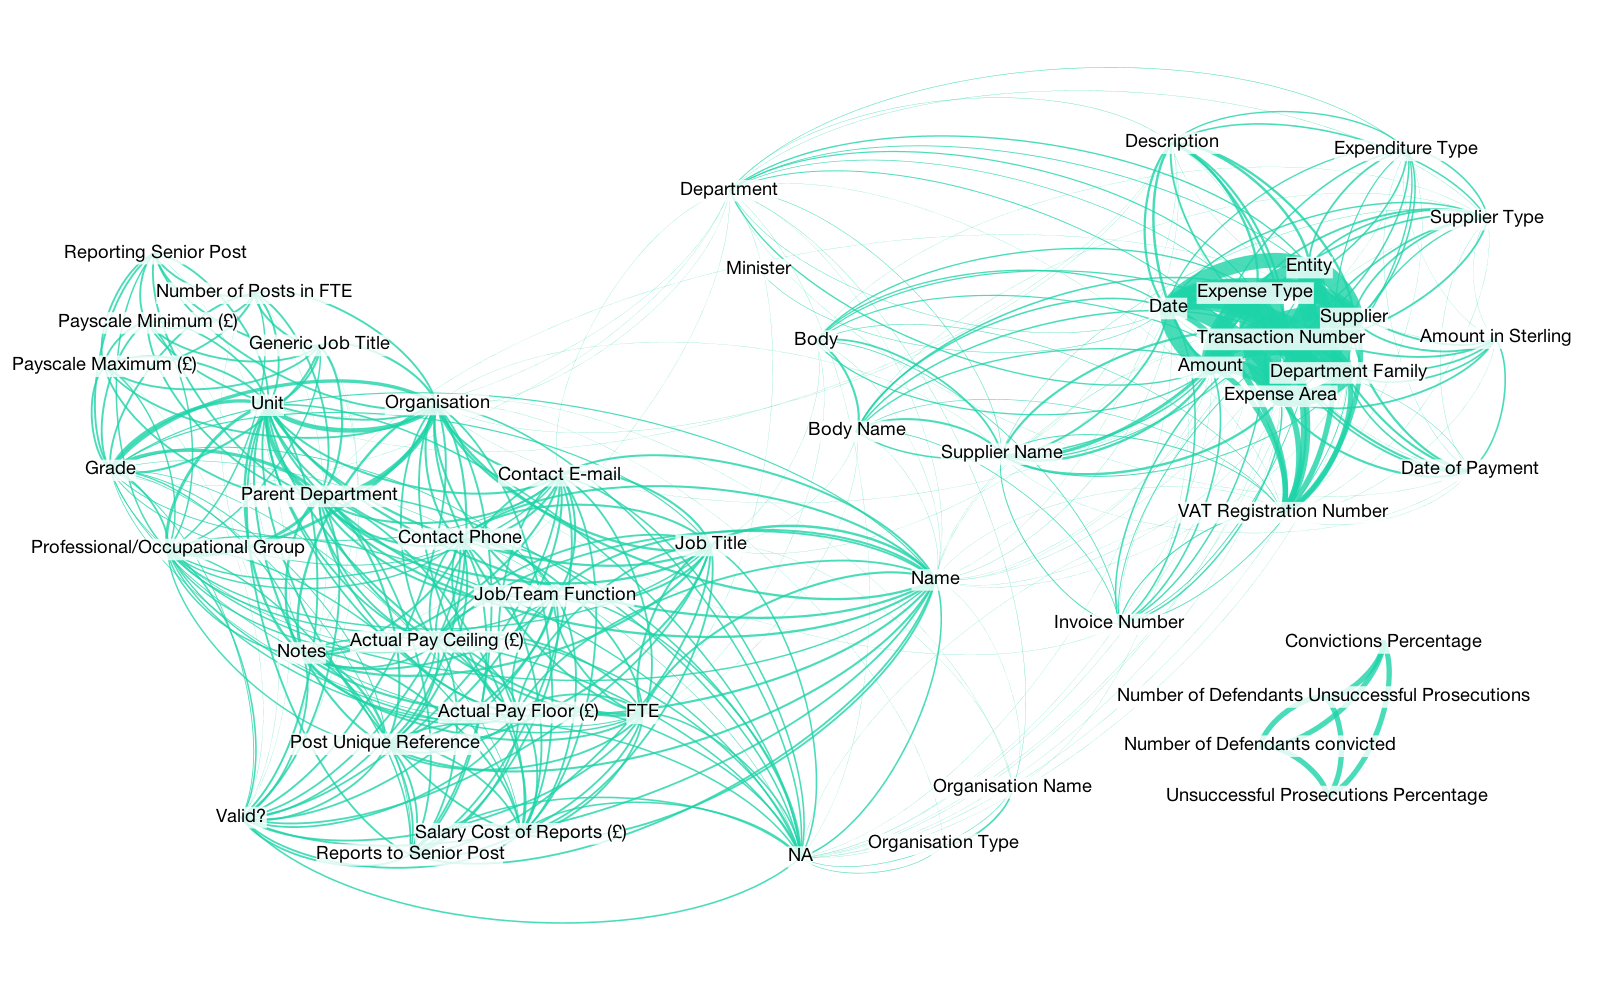 Description
Expenditure Type
Department
Supplier Type
Reporting Senior Post
Entity
Minister
Number of Posts in FTE
Expense Type
Date
Supplier
Payscale Minimum (£)
Transaction Number
Amount in Sterling
Body
Generic Job Title
Payscale Maximum (£)
Amount
Department Family
Expense Area
Unit
Organisation
Body Name
Supplier Name
Grade
Date of Payment
Contact E-mail
Parent Department
VAT Registration Number
Contact Phone
Job Title
Professional/Occupational Group
Name
Job/Team Function
Invoice Number
Actual Pay Ceiling (£)
Convictions Percentage
Notes
Number of Defendants Unsuccessful Prosecutions
Actual Pay Floor (£)
FTE
Post Unique Reference
Number of Defendants convicted
Organisation Name
Unsuccessful Prosecutions Percentage
Valid?
Salary Cost of Reports (£)
Organisation Type
Reports to Senior Post
NA